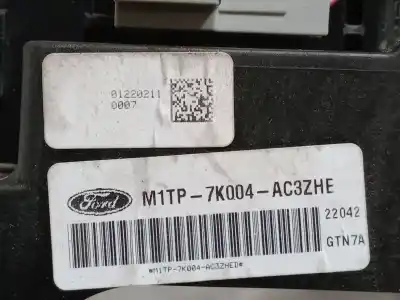 01220211
0007
Ford M1TP-7K004-AC3ZHE
22042
GTN7A
*M1TP-7K004-AC3ZHED*